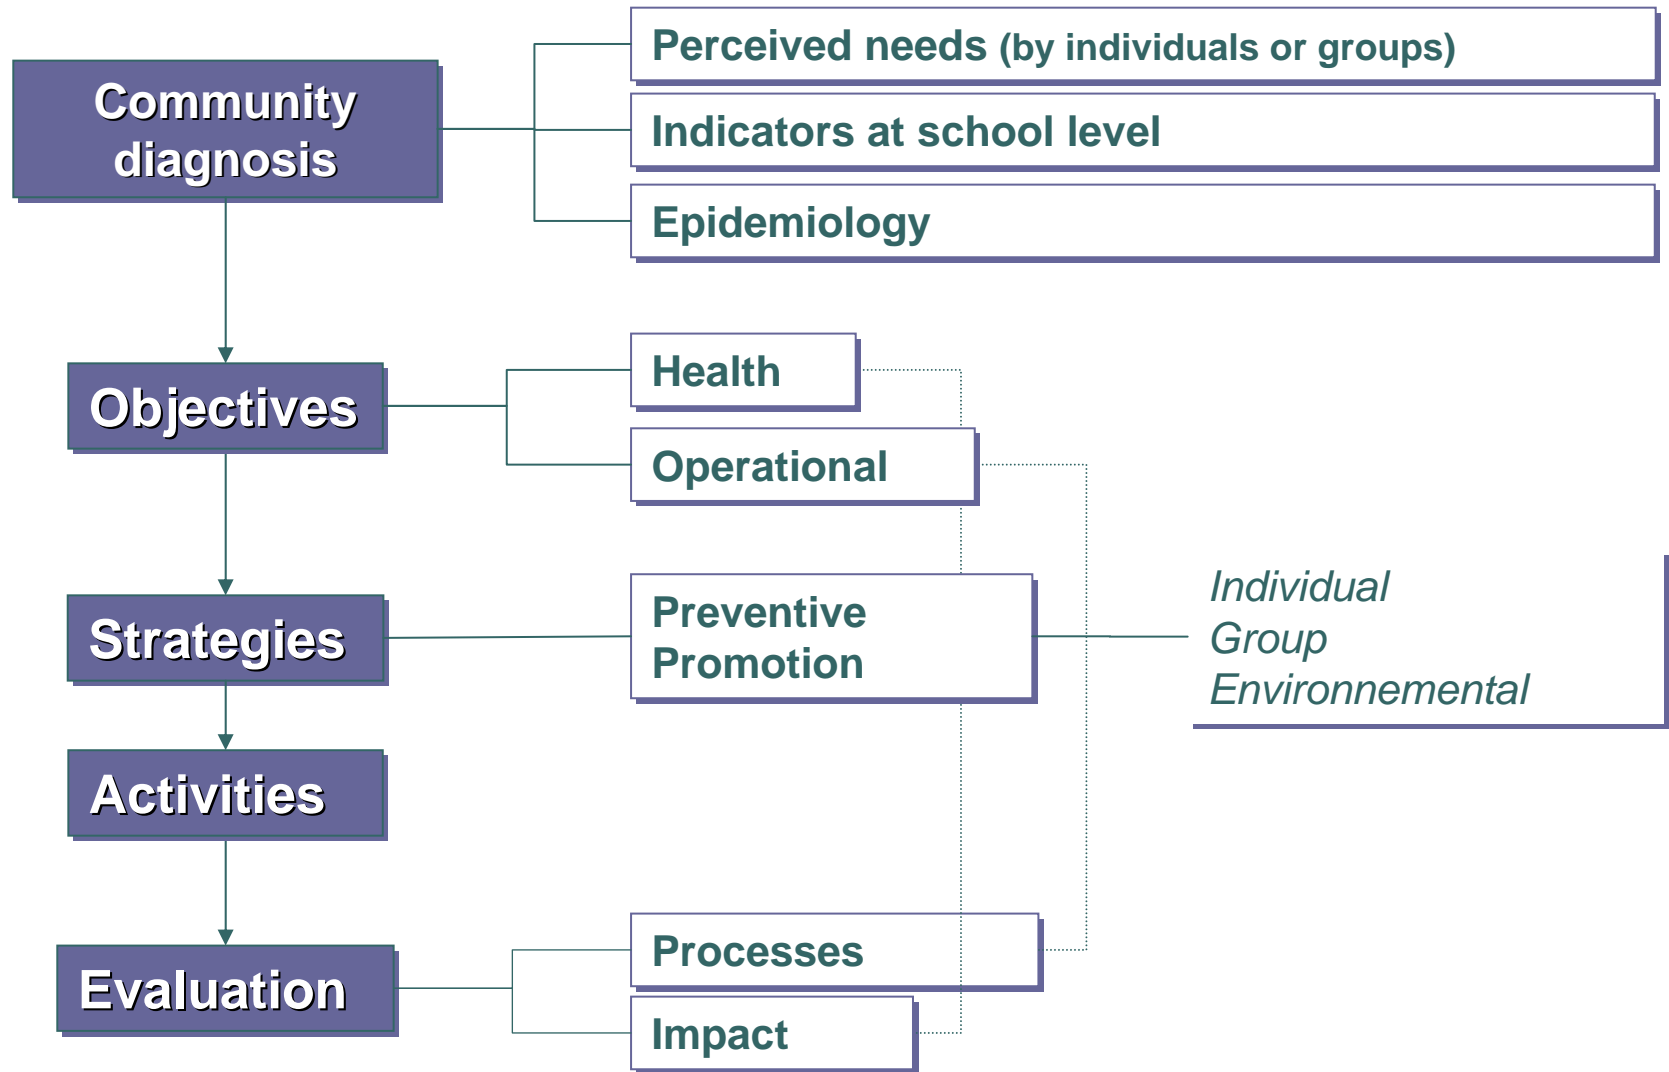 Community
diagnosis
Perceived needs (by individuals or groups)
Indicators at school level
Epidemiology
Objectives
Health
Operational
Strategies
Preventive
Promotion
Individual
Group
Environnemental
Activities
Evaluation
Processes
Impact